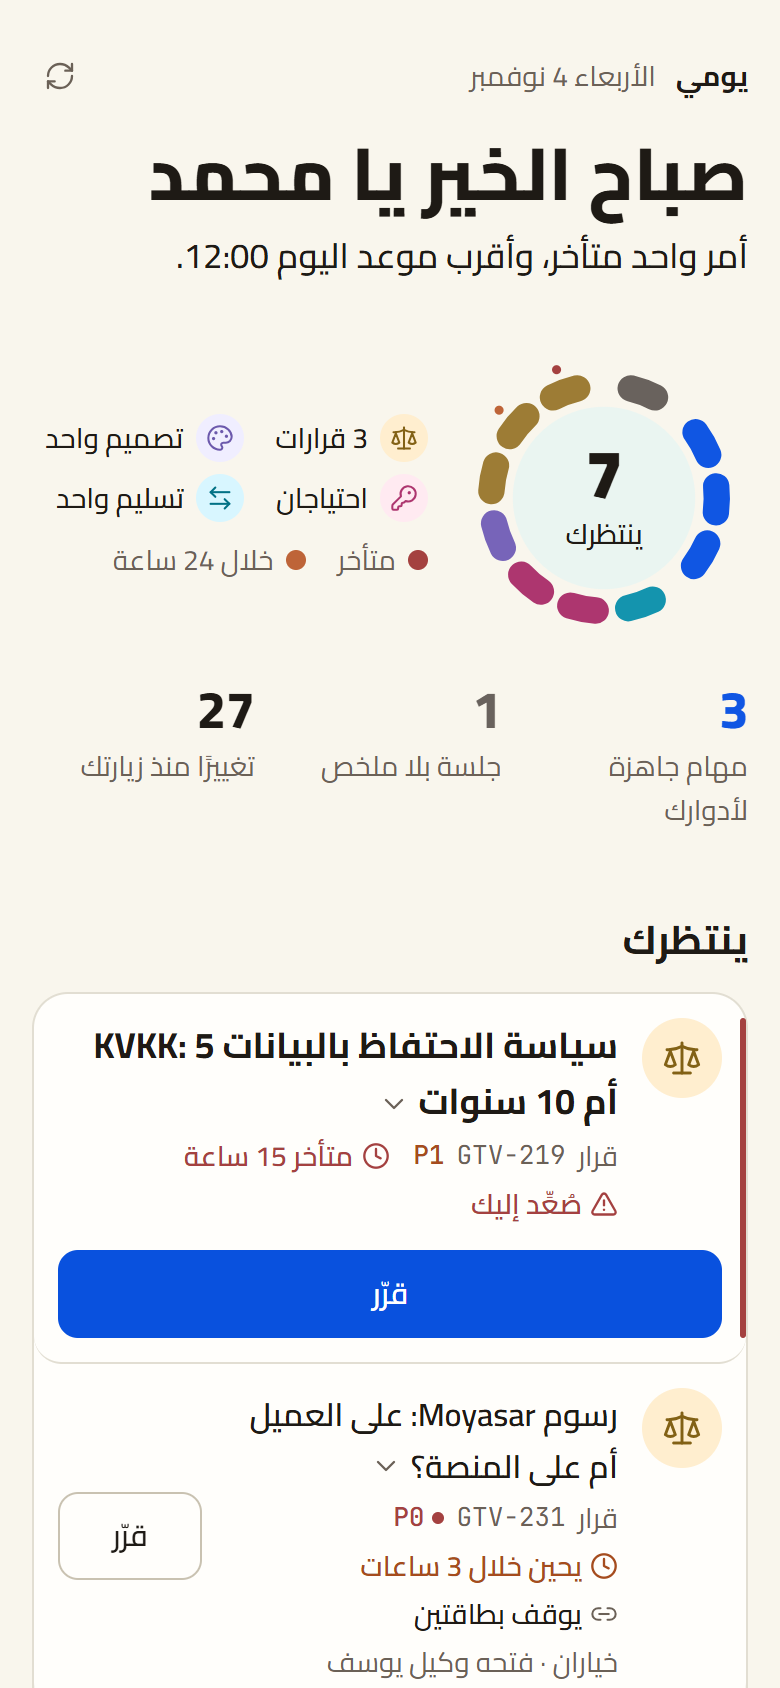 يومي الأربعاء 4 نوفمبر
صباح الخير يا محمد
أمر واحد متأخر، وأقرب موعد اليوم 12:00.
7
ينتظرك
3 قرارات
تصميم واحد
احتياجان
تسليم واحد
متأخر
خلال 24 ساعة
3
مهام جاهزة
لأدوارك
1
جلسة بلا ملخص
27
تغييرًا منذ زيارتك
ينتظرك
سياسة الاحتفاظ بالبيانات KVKK: 5
أم 10 سنوات
قرار GTV-219 P1 متأخر 15 ساعة
صُعِّد إليك
قرّر
رسوم Moyasar: على العميل
أم على المنصة؟
قرار GTV-231 P0
يحين خلال 3 ساعات
يوقف بطاقتين
خياران · فتحه وكيل يوسف
قرّر